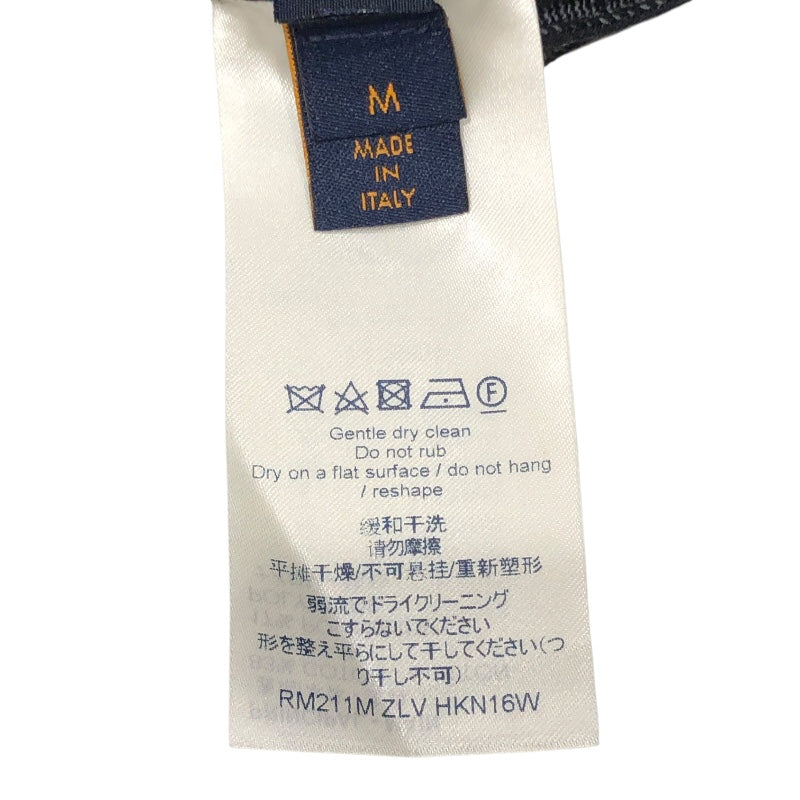 M
MADE
IN
ITALY
F
Gentle dry clean
Do not rub
Dry on a flat surface / do not hang
/ reshape
缓和干洗
请勿摩擦
平摊干燥/不可悬挂/重新塑形
弱流でドライクリーニング
こすらないでください
形を整え平らにして干してください(つ
り干し不可)
RM211M ZLV HKN16W